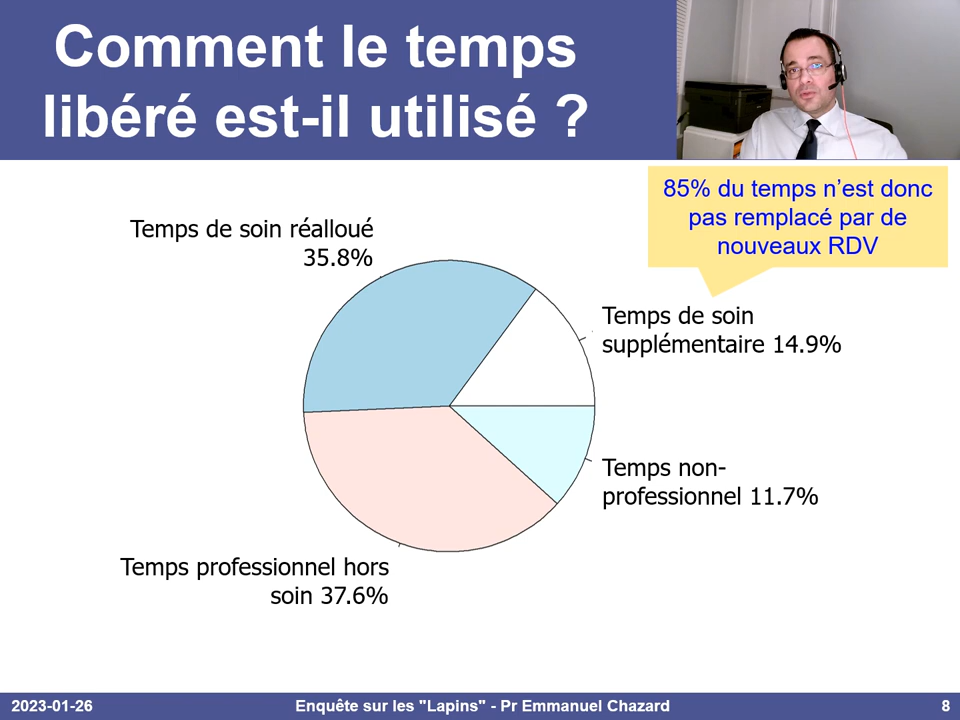 Comment le temps
libéré est-il utilisé ?
85% du temps n’est donc
pas remplacé par de
nouveaux RDV
Temps de soin réalloué
35.8%
Temps de soin
supplémentaire 14.9%
Temps non-
professionnel 11.7%
Temps professionnel hors
soin 37.6%
2023-01-26
Enquête sur les "Lapins" - Pr Emmanuel Chazard
8